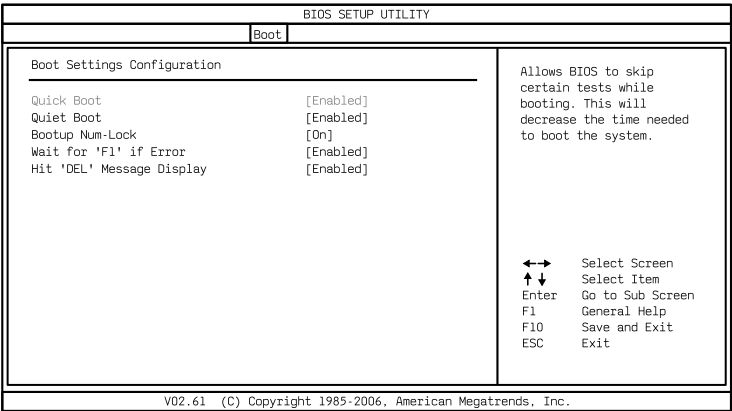 BIOS SETUP UTILITY
Boot
Boot Settings Configuration
Quick Boot [Enabled]
Quiet Boot [Enabled]
Bootup Num-Lock [On]
Wait for 'F1' if Error [Enabled]
Hit 'DEL' Message Display [Enabled]
Allows BIOS to skip
certain tests while
booting. This will
decrease the time needed
to boot the system.
←→ Select Screen
↑↓ Select Item
Enter Go to Sub Screen
F1 General Help
F10 Save and Exit
ESC Exit
V02.61 (C) Copyright 1985-2006, American Megatrends, Inc.